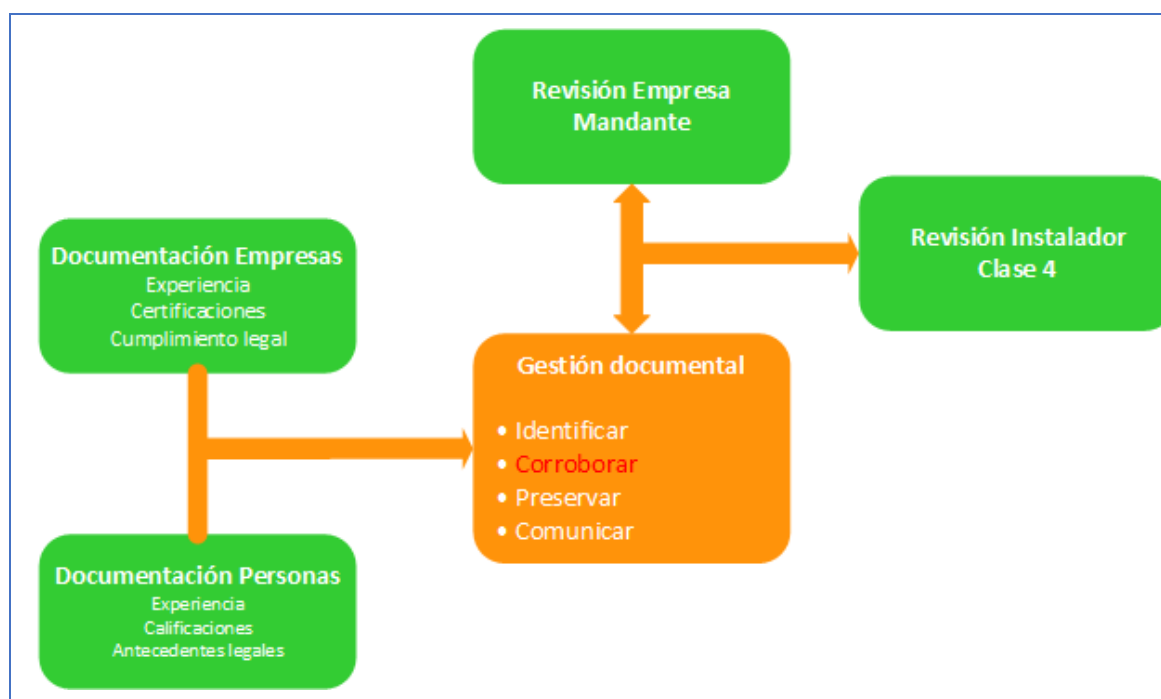 Revisión Empresa
Mandante
Revisión Instalador
Clase 4
Documentación Empresas
Experiencia
Certificaciones
Cumplimiento legal
Gestión documental
• Identificar
• Corroborar
• Preservar
• Comunicar
Documentación Personas
Experiencia
Calificaciones
Antecedentes legales